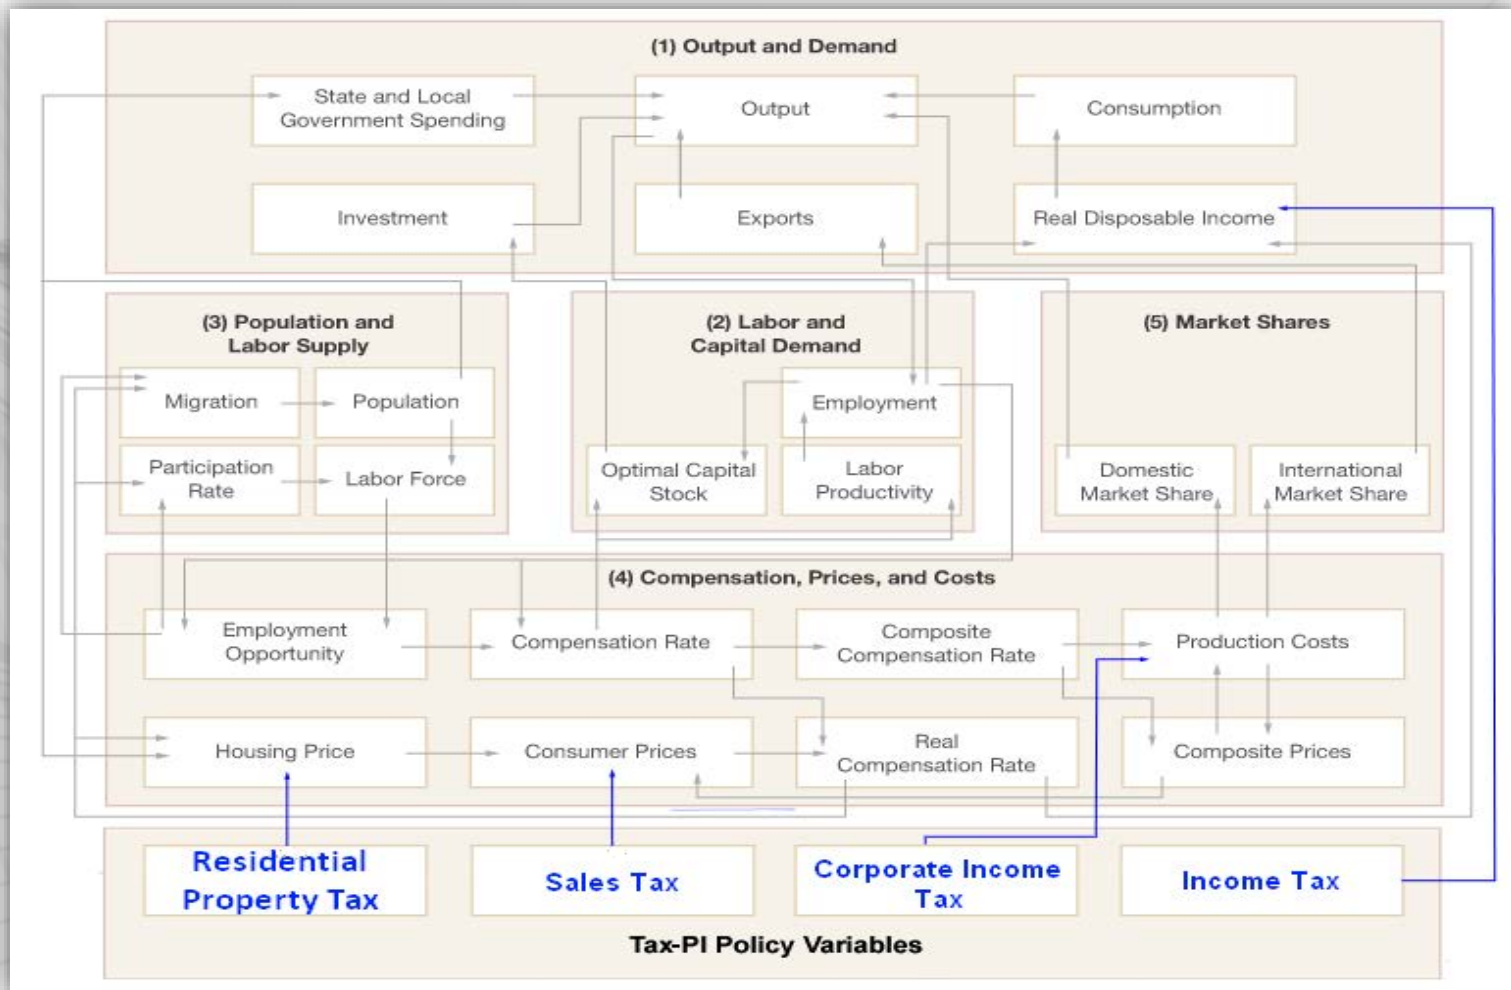 (1) Output and Demand
State and Local
Government Spending
Output
Consumption
Investment
Exports
Real Disposable Income
(3) Population and
Labor Supply
Migration
Population
Participation
Rate
Labor Force
(2) Labor and
Capital Demand
Employment
Optimal Capital
Stock
Labor
Productivity
(5) Market Shares
Domestic
Market Share
International
Market Share
(4) Compensation, Prices, and Costs
Employment
Opportunity
Compensation Rate
Composite
Compensation Rate
Production Costs
Housing Price
Consumer Prices
Real
Compensation Rate
Composite Prices
Residential
Property Tax
Sales Tax
Corporate Income
Tax
Income Tax
Tax-PI Policy Variables